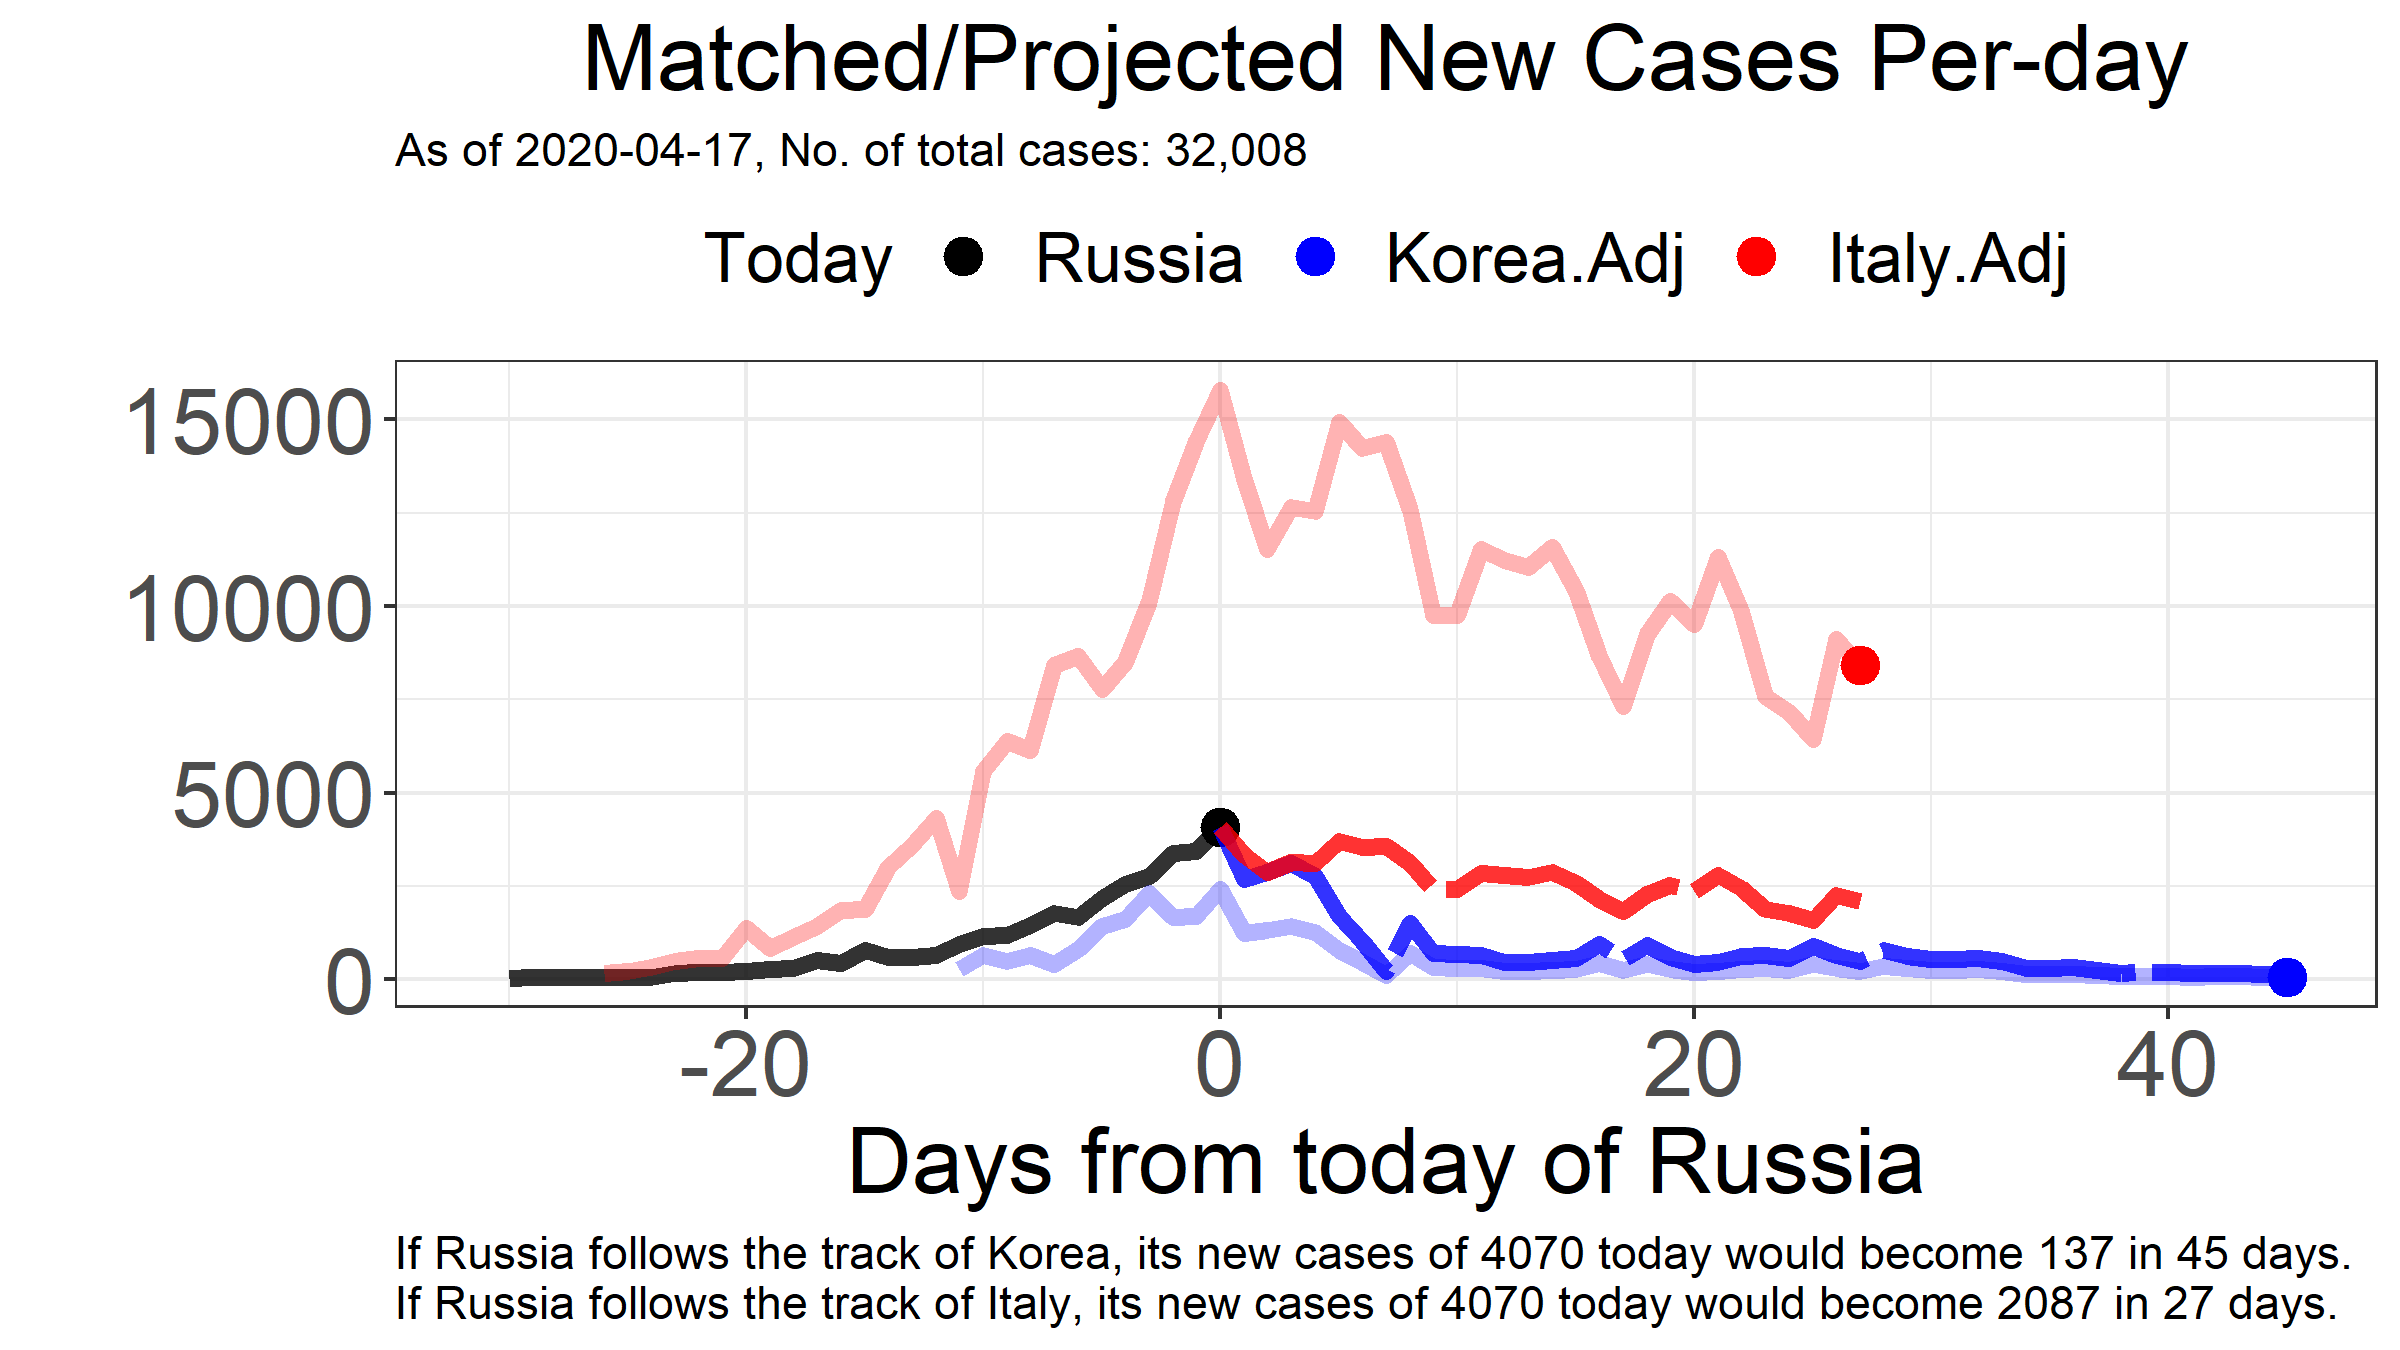 Matched/Projected New Cases Per-day
As of 2020-04-17, No. of total cases: 32,008
Today Russia Korea.Adj Italy.Adj
15000
10000
5000
0
-20 0 20 40
Days from today of Russia
If Russia follows the track of Korea, its new cases of 4070 today would become 137 in 45 days.
If Russia follows the track of Italy, its new cases of 4070 today would become 2087 in 27 days.